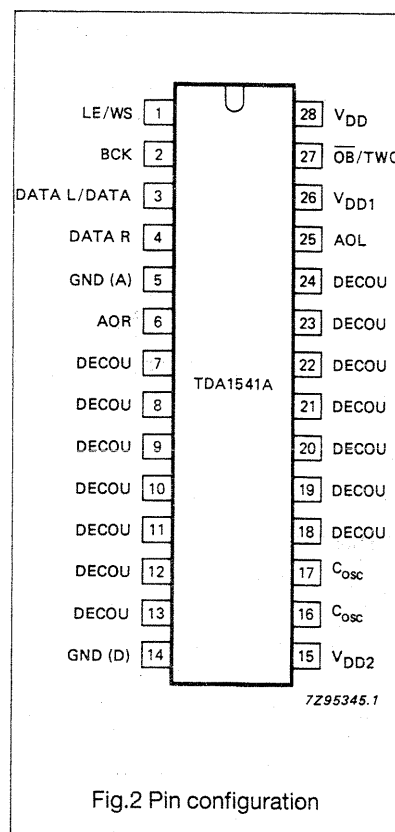 LE/WS 1 28 VDD
BCK 2 27 OB/TWC
DATA L/DATA 3 26 VDD1
DATA R 4 25 AOL
GND (A) 5 24 DECOU
AOR 6 23 DECOU
DECOU 7 22 DECOU
TDA1541A
DECOU 8 21 DECOU
DECOU 9 20 DECOU
DECOU 10 19 DECOU
DECOU 11 18 DECOU
DECOU 12 17 Cosc
DECOU 13 16 Cosc
GND (D) 14 15 VDD2
7Z95345.1
Fig.2 Pin configuration